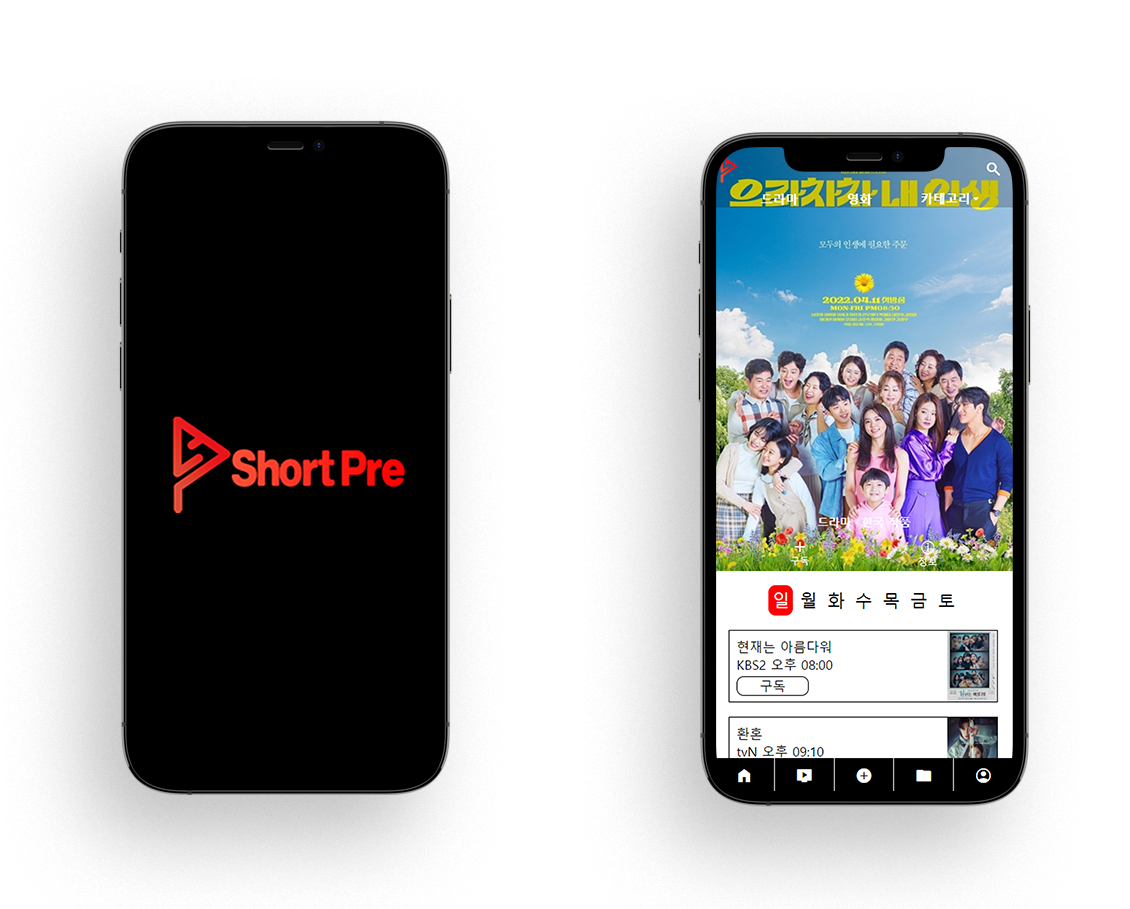 Short Pre
으라차차 내 인생
드라마 영화 카테고리
모두의 인생에 필요한 주문
2022.04.11 첫방송
MON-FRI PM08:30
드라마 한국 작품
구독 정보
일 월 화 수 목 금 토
현재는 아름다워
KBS2 오후 08:00
구독
환혼
tvN 오후 09:10